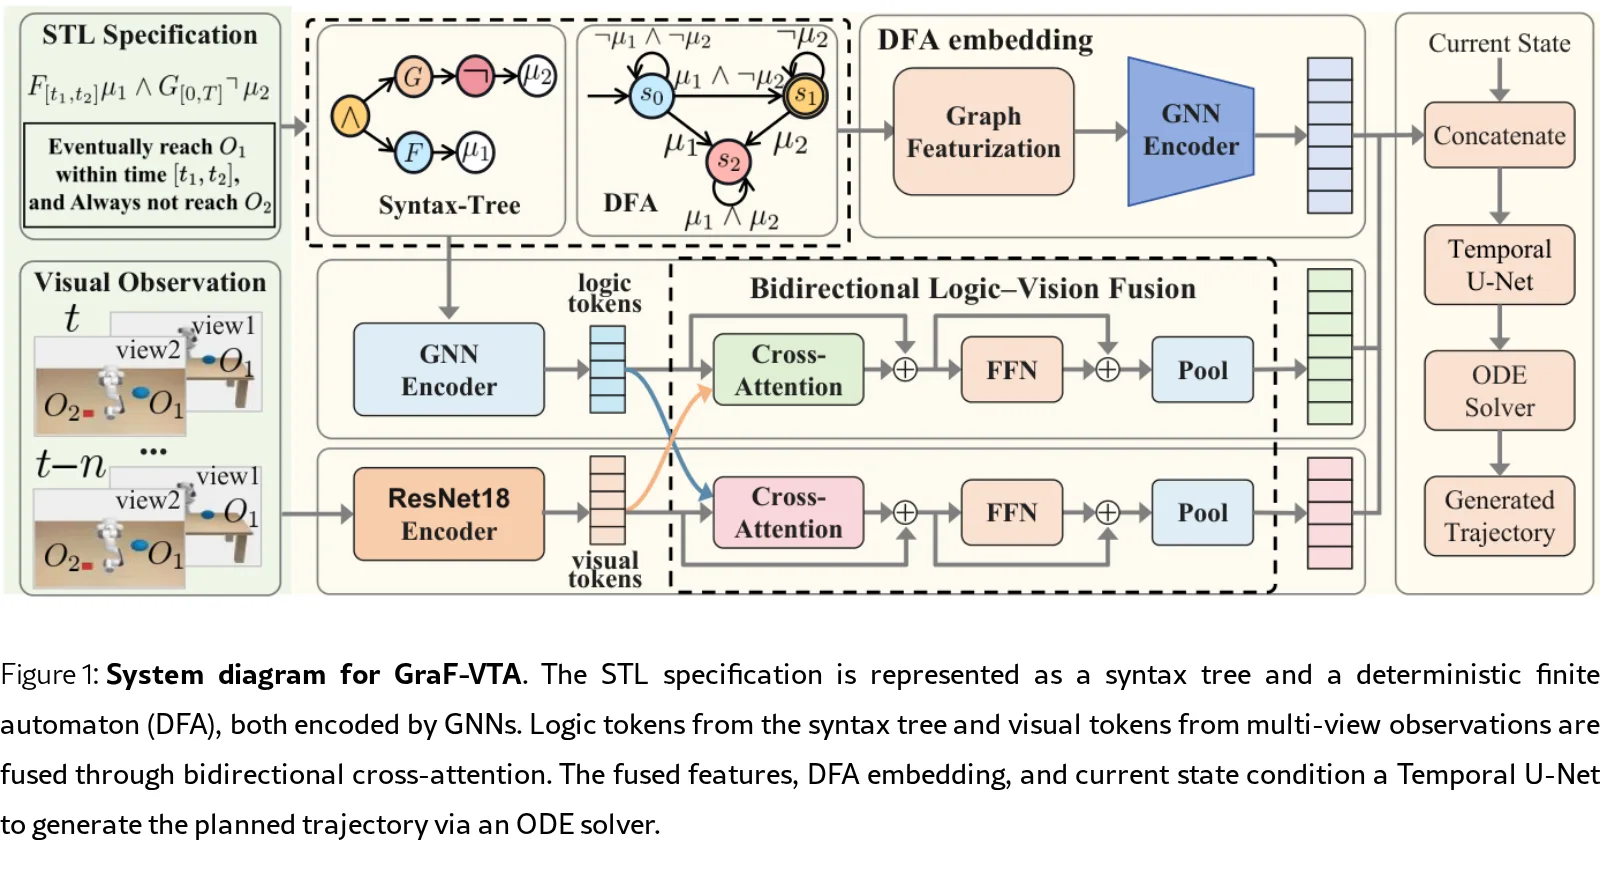 STL Specification
F[t₁,t₂]μ₁ ∧ G[0,T]¬μ₂
Eventually reach O₁
within time [t₁, t₂],
and Always not reach O₂
Visual Observation
t
view1
view2
O₁
O₂
O₁
...
t−n
view1
view2
O₁
O₂
O₁
∧
G
¬
μ₂
F
μ₁
Syntax-Tree
¬μ₁ ∧ ¬μ₂
¬μ₂
μ₁ ∧ ¬μ₂
s₀
s₁
μ₁
μ₂
s₂
DFA
μ₁ ∧ μ₂
DFA embedding
Graph
Featurization
GNN
Encoder
logic
tokens
Bidirectional Logic–Vision Fusion
GNN
Encoder
Cross-
Attention
FFN
Pool
ResNet18
Encoder
visual
tokens
Cross-
Attention
FFN
Pool
Current State
Concatenate
Temporal
U-Net
ODE
Solver
Generated
Trajectory
Figure 1: System diagram for GraF-VTA. The STL specification is represented as a syntax tree and a deterministic finite
automaton (DFA), both encoded by GNNs. Logic tokens from the syntax tree and visual tokens from multi-view observations are
fused through bidirectional cross-attention. The fused features, DFA embedding, and current state condition a Temporal U-Net
to generate the planned trajectory via an ODE solver.